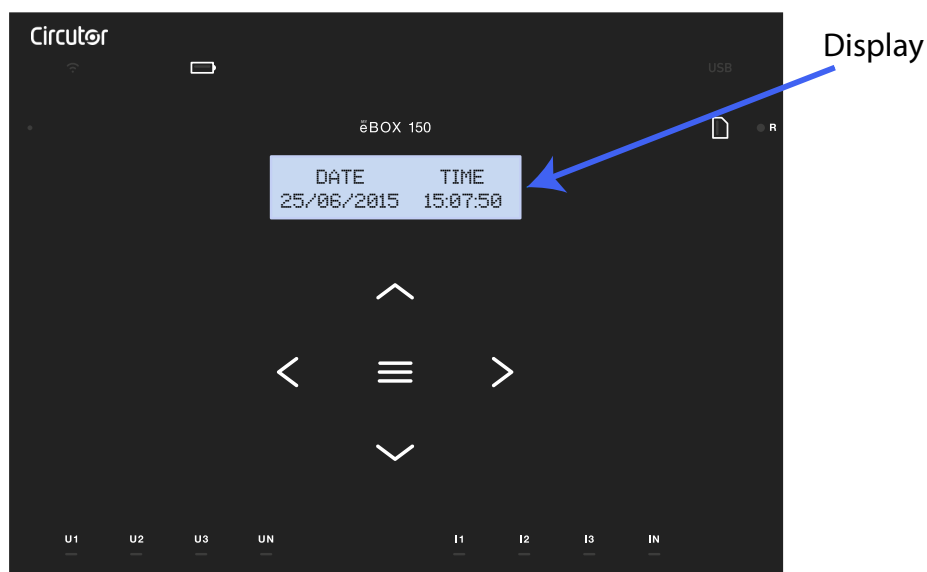 Circutor
Display
USB
MYeBOX 150
R
DATE TIME
25/06/2015 15:07:50
U1 U2 U3 UN I1 I2 I3 IN